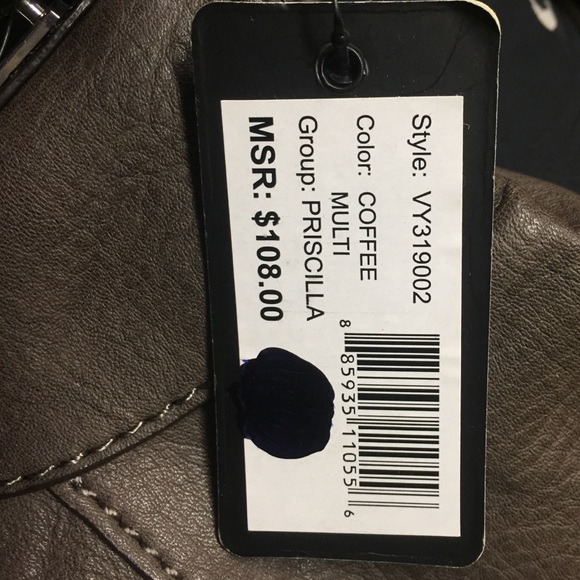 Style: VY319002
Color: COFFEE
MULTI
Group: PRISCILLA
MSR: $108.00
8 85935 11055 6